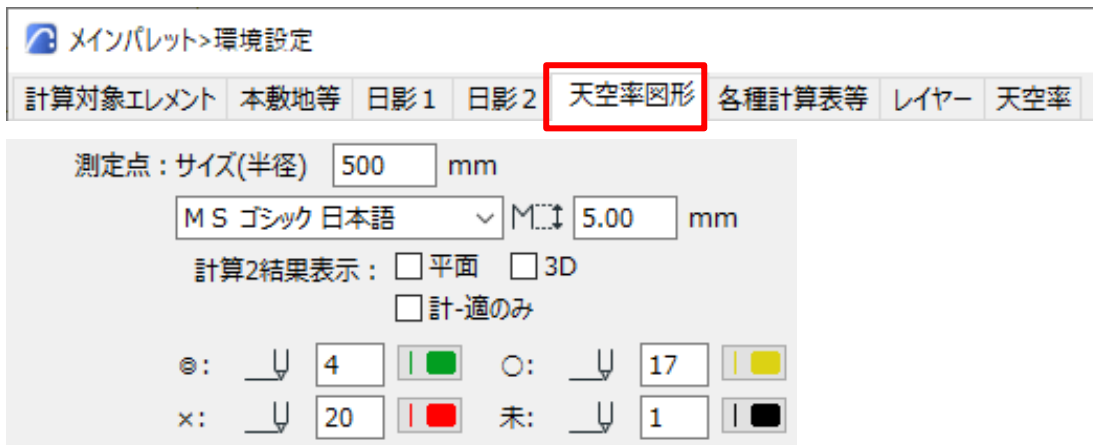 メインパレット>環境設定
計算対象エレメント 本敷地等 日影1 日影2 天空率図形 各種計算表等 レイヤー 天空率
測定点：サイズ(半径) 500 mm
ＭＳ ゴシック 日本語 5.00 mm
計算2結果表示： 平面 3D
計-適のみ
◎: 4 ○: 17
×: 20 未: 1